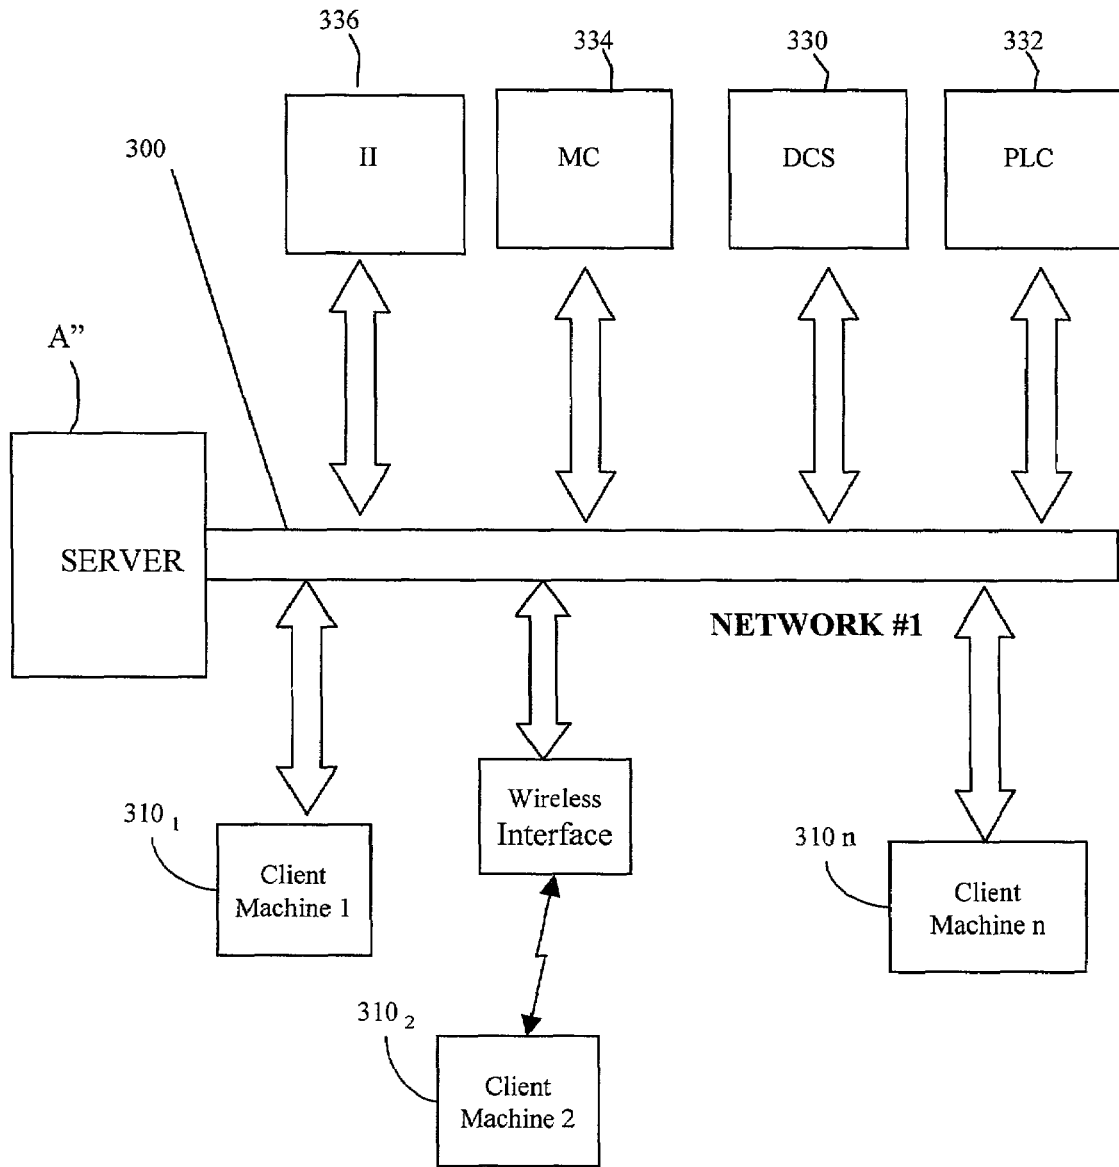 336
334
330
332
300
II
MC
DCS
PLC
A”
SERVER
NETWORK #1
310 1
Wireless
Interface
310 n
Client
Machine 1
Client
Machine n
310 2
Client
Machine 2